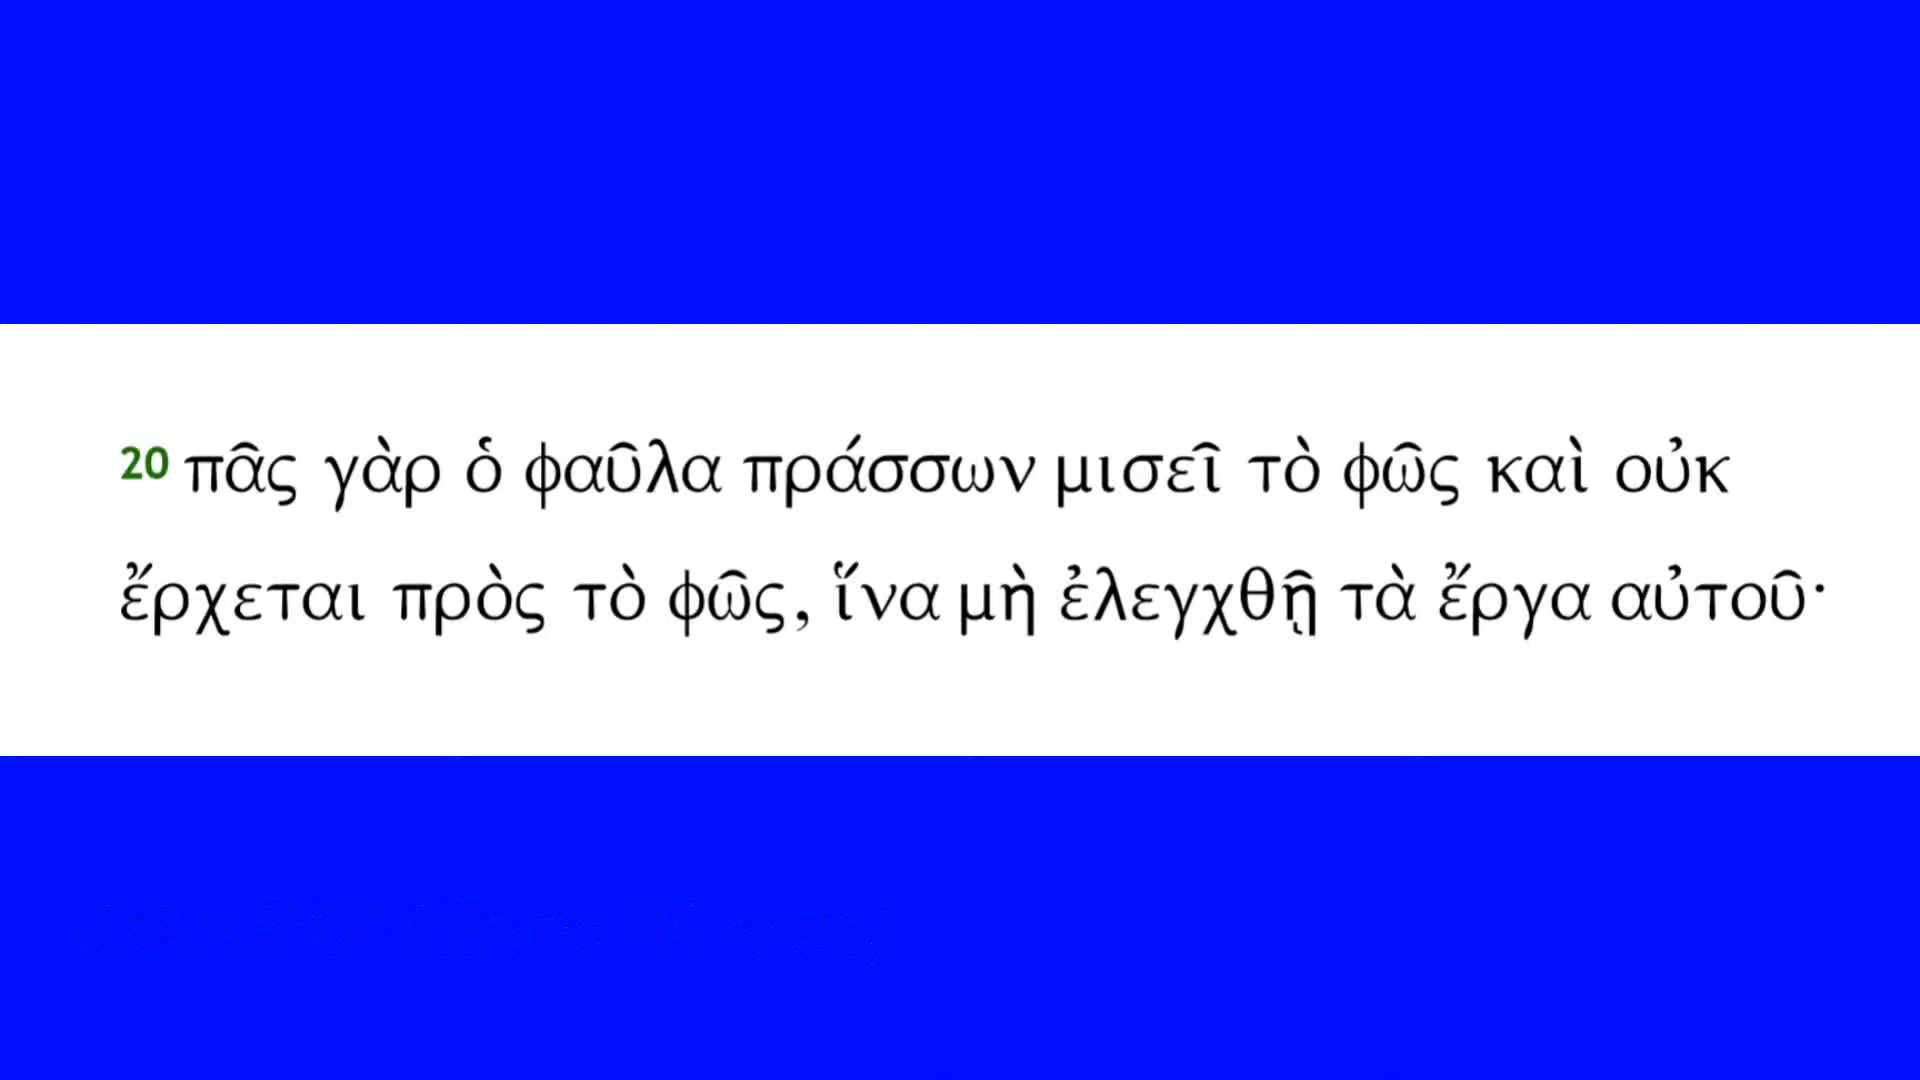 20 πᾶς γὰρ ὁ φαῦλα πράσσων μισεῖ τὸ φῶς καὶ οὐκ
ἔρχεται πρὸς τὸ φῶς, ἵνα μὴ ἐλεγχθῇ τὰ ἔργα αὐτοῦ·